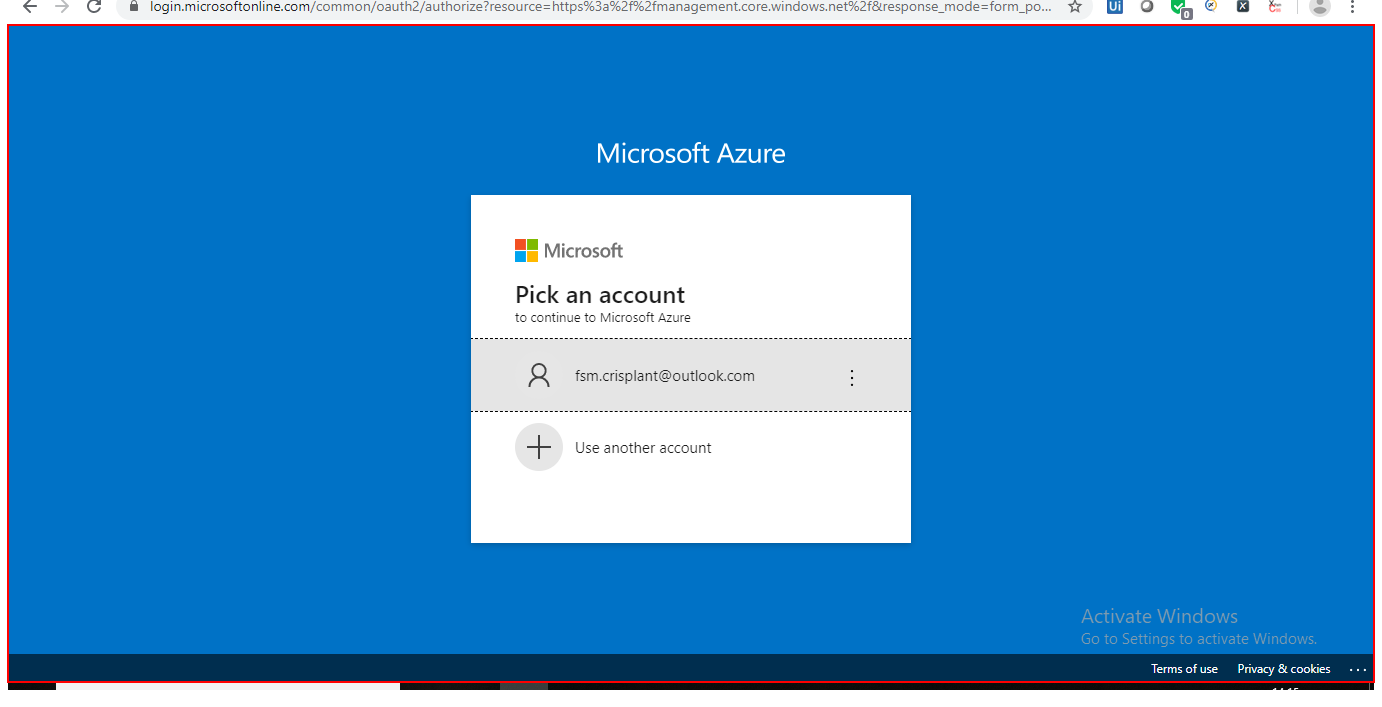 login.microsoftonline.com/common/oauth2/authorize?resource=https%3a%2f%2fmanagement.core.windows.net%2f&response_mode=form_po...
Ui
0
X
Microsoft Azure
Microsoft
Pick an account
to continue to Microsoft Azure
fsm.crisplant@outlook.com
Use another account
Activate Windows
Go to Settings to activate Windows.
Terms of use Privacy & cookies ...